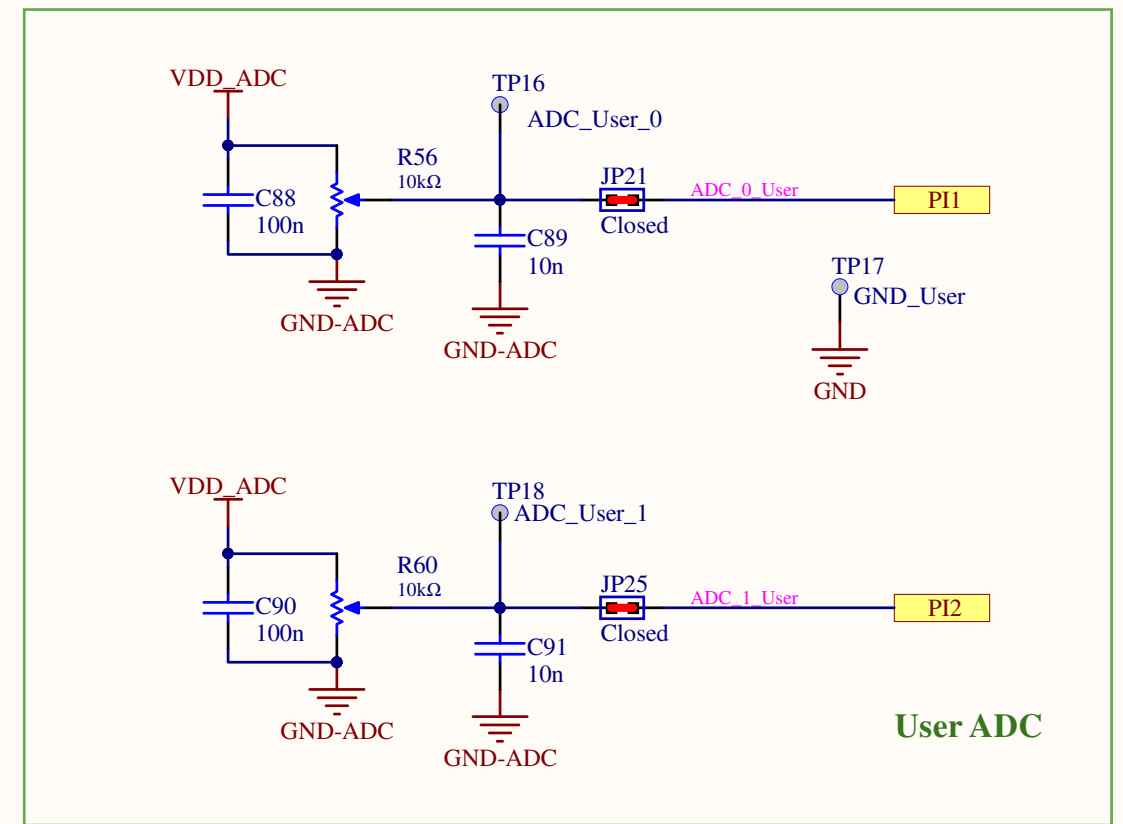 VDD_ADC
TP16
ADC_User_0
R56
10kΩ
C88
100n
JP21
Closed
ADC_0_User
PI1
C89
10n
GND-ADC
GND-ADC
TP17
GND_User
GND
VDD_ADC
TP18
ADC_User_1
R60
10kΩ
C90
100n
JP25
Closed
ADC_1_User
PI2
C91
10n
GND-ADC
GND-ADC
User ADC